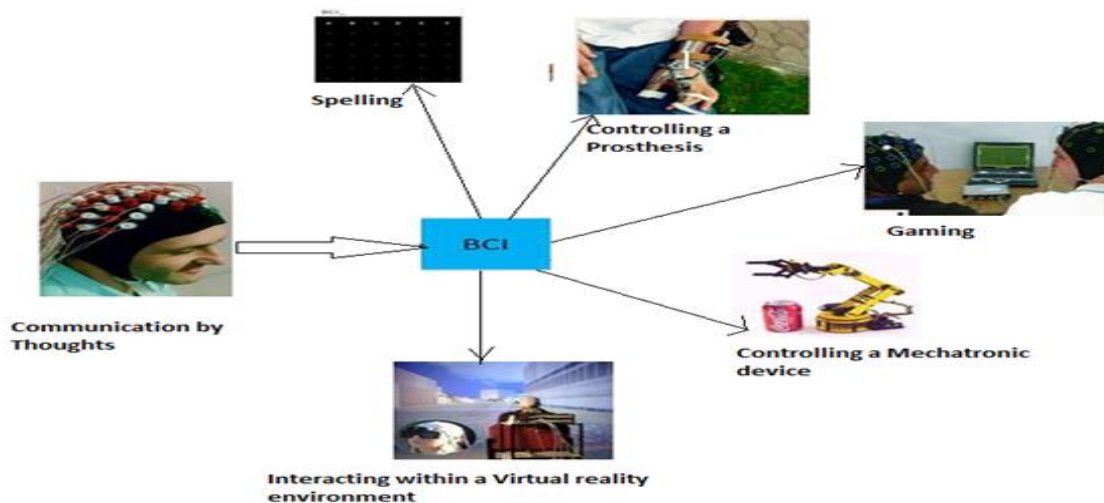 Spelling
Controlling a
Prosthesis
Gaming
BCI
Communication by
Thoughts
Controlling a Mechatronic
device
Interacting within a Virtual reality
environment